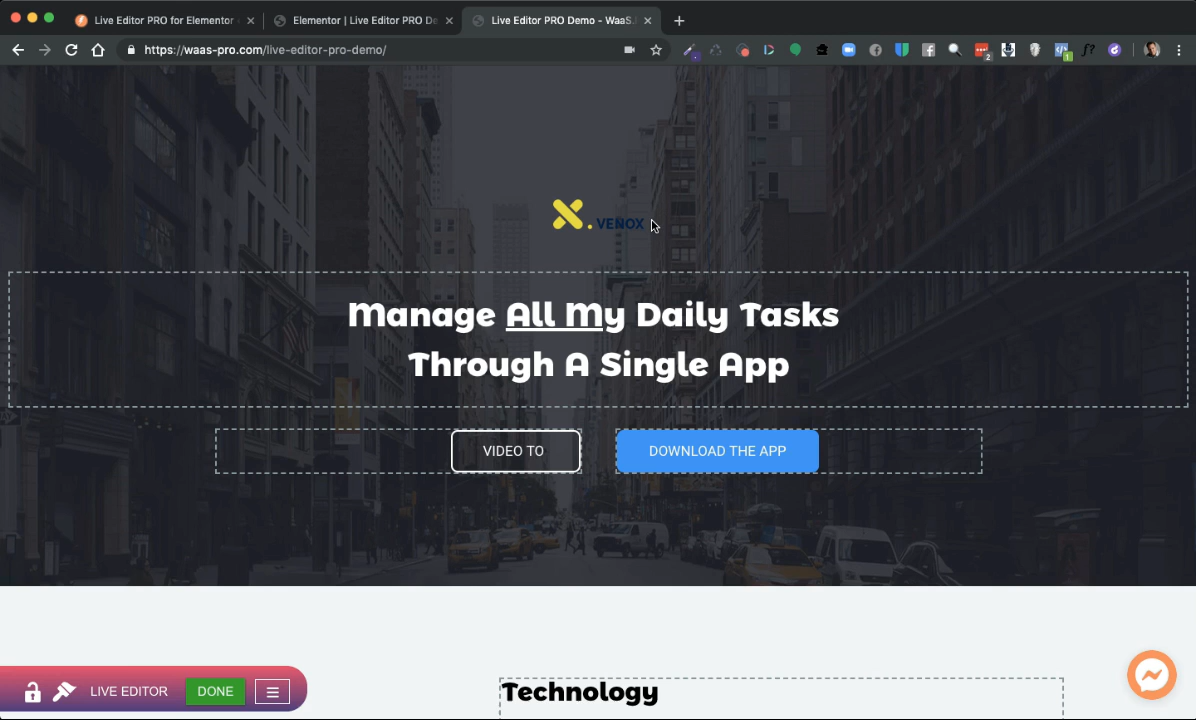 Live Editor PRO for Elementor
Elementor | Live Editor PRO De
Live Editor PRO Demo - WaaS.
https://waas-pro.com/live-editor-pro-demo/
2
f?
1
VENOX
Manage All My Daily Tasks
Through A Single App
VIDEO TO
DOWNLOAD THE APP
LIVE EDITOR
DONE
Technology